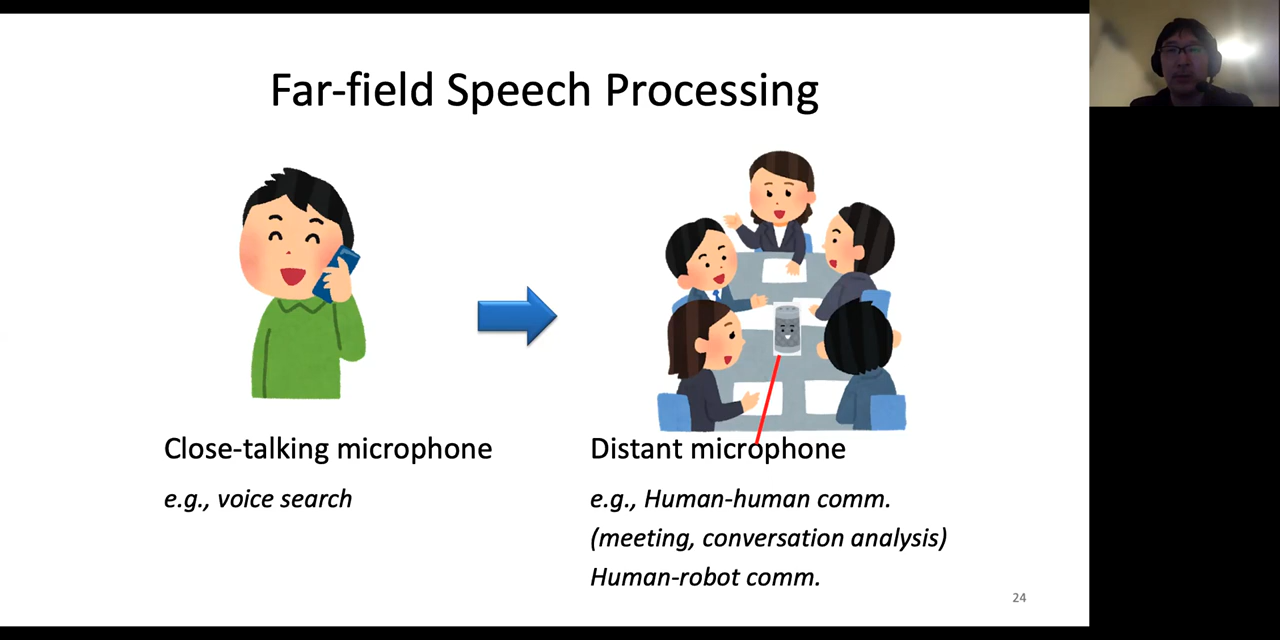 Far-field Speech Processing
Close-talking microphone
e.g., voice search
Distant microphone
e.g., Human-human comm.
(meeting, conversation analysis)
Human-robot comm.
24